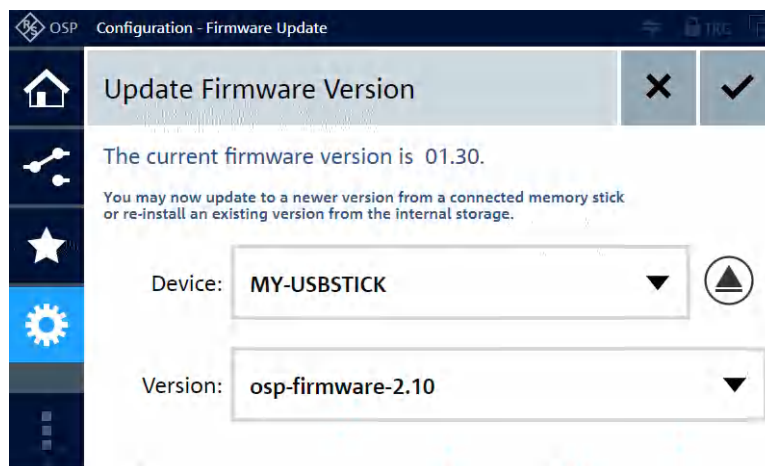 R&S OSP Configuration - Firmware Update TRG
Update Firmware Version
The current firmware version is 01.30.
You may now update to a newer version from a connected memory stick
or re-install an existing version from the internal storage.
Device: MY-USBSTICK
Version: osp-firmware-2.10